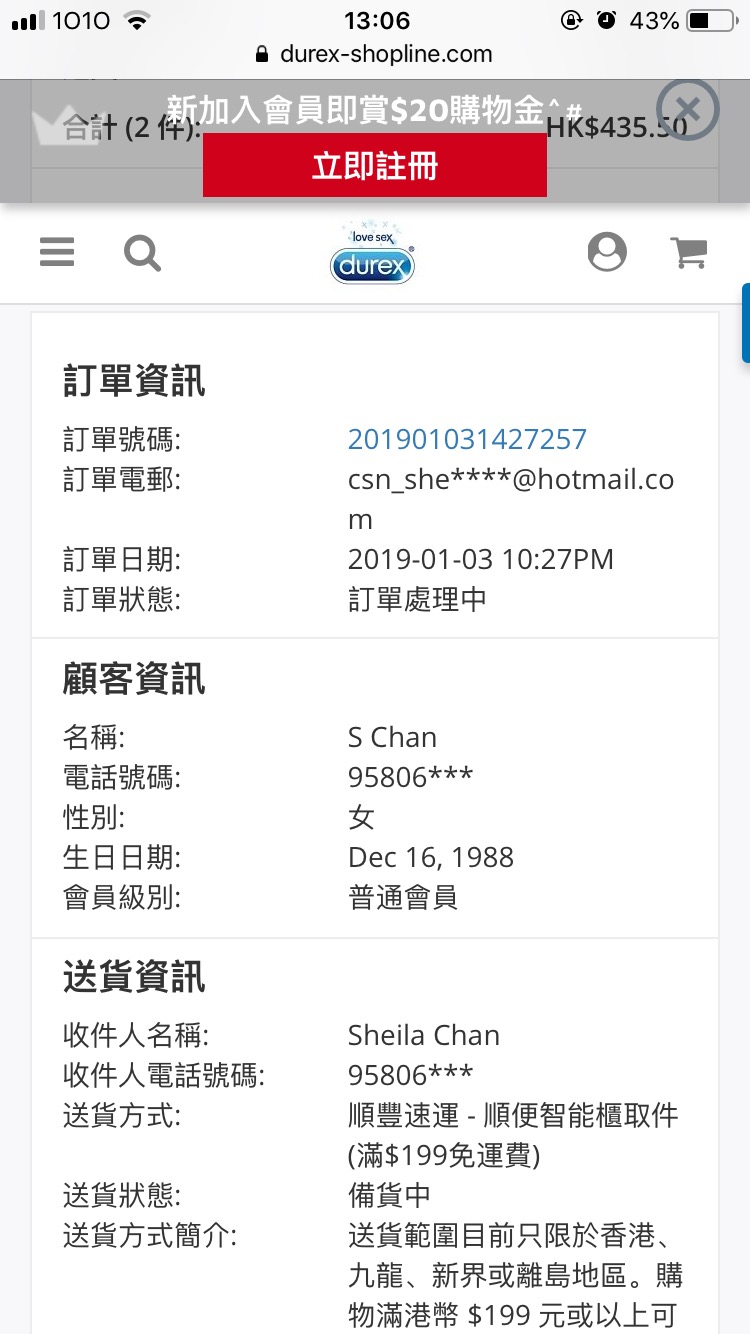 1010
13:06
43%
durex-shopline.com
新加入會員即賞$20購物金^_#
合計 (2 件):
HK$435.50
立即註冊
love sex
durex
訂單資訊
訂單號碼: 201901031427257
訂單電郵: csn_she****@hotmail.co
m
訂單日期: 2019-01-03 10:27PM
訂單狀態: 訂單處理中
顧客資訊
名稱: S Chan
電話號碼: 95806***
性別: 女
生日日期: Dec 16, 1988
會員級別: 普通會員
送貨資訊
收件人名稱: Sheila Chan
收件人電話號碼: 95806***
送貨方式: 順豐速運 - 順便智能櫃取件
(滿$199免運費)
送貨狀態: 備貨中
送貨方式簡介: 送貨範圍目前只限於香港、
九龍、新界或離島地區。購
物滿港幣 $199 元或以上可